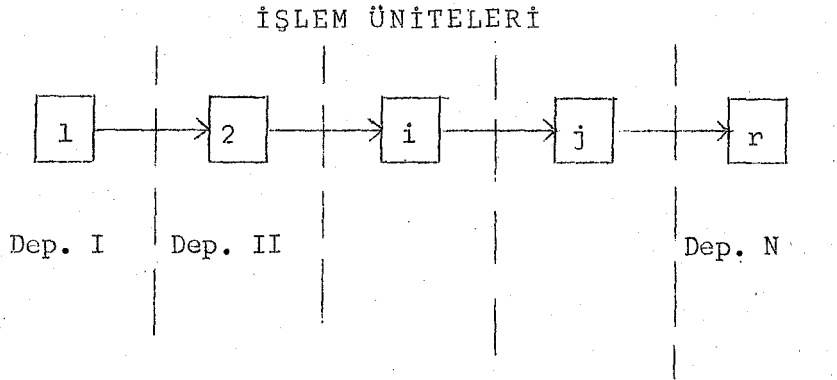 İŞLEM ÜNİTELERİ
1 2 i j r
Dep. I Dep. II Dep. N